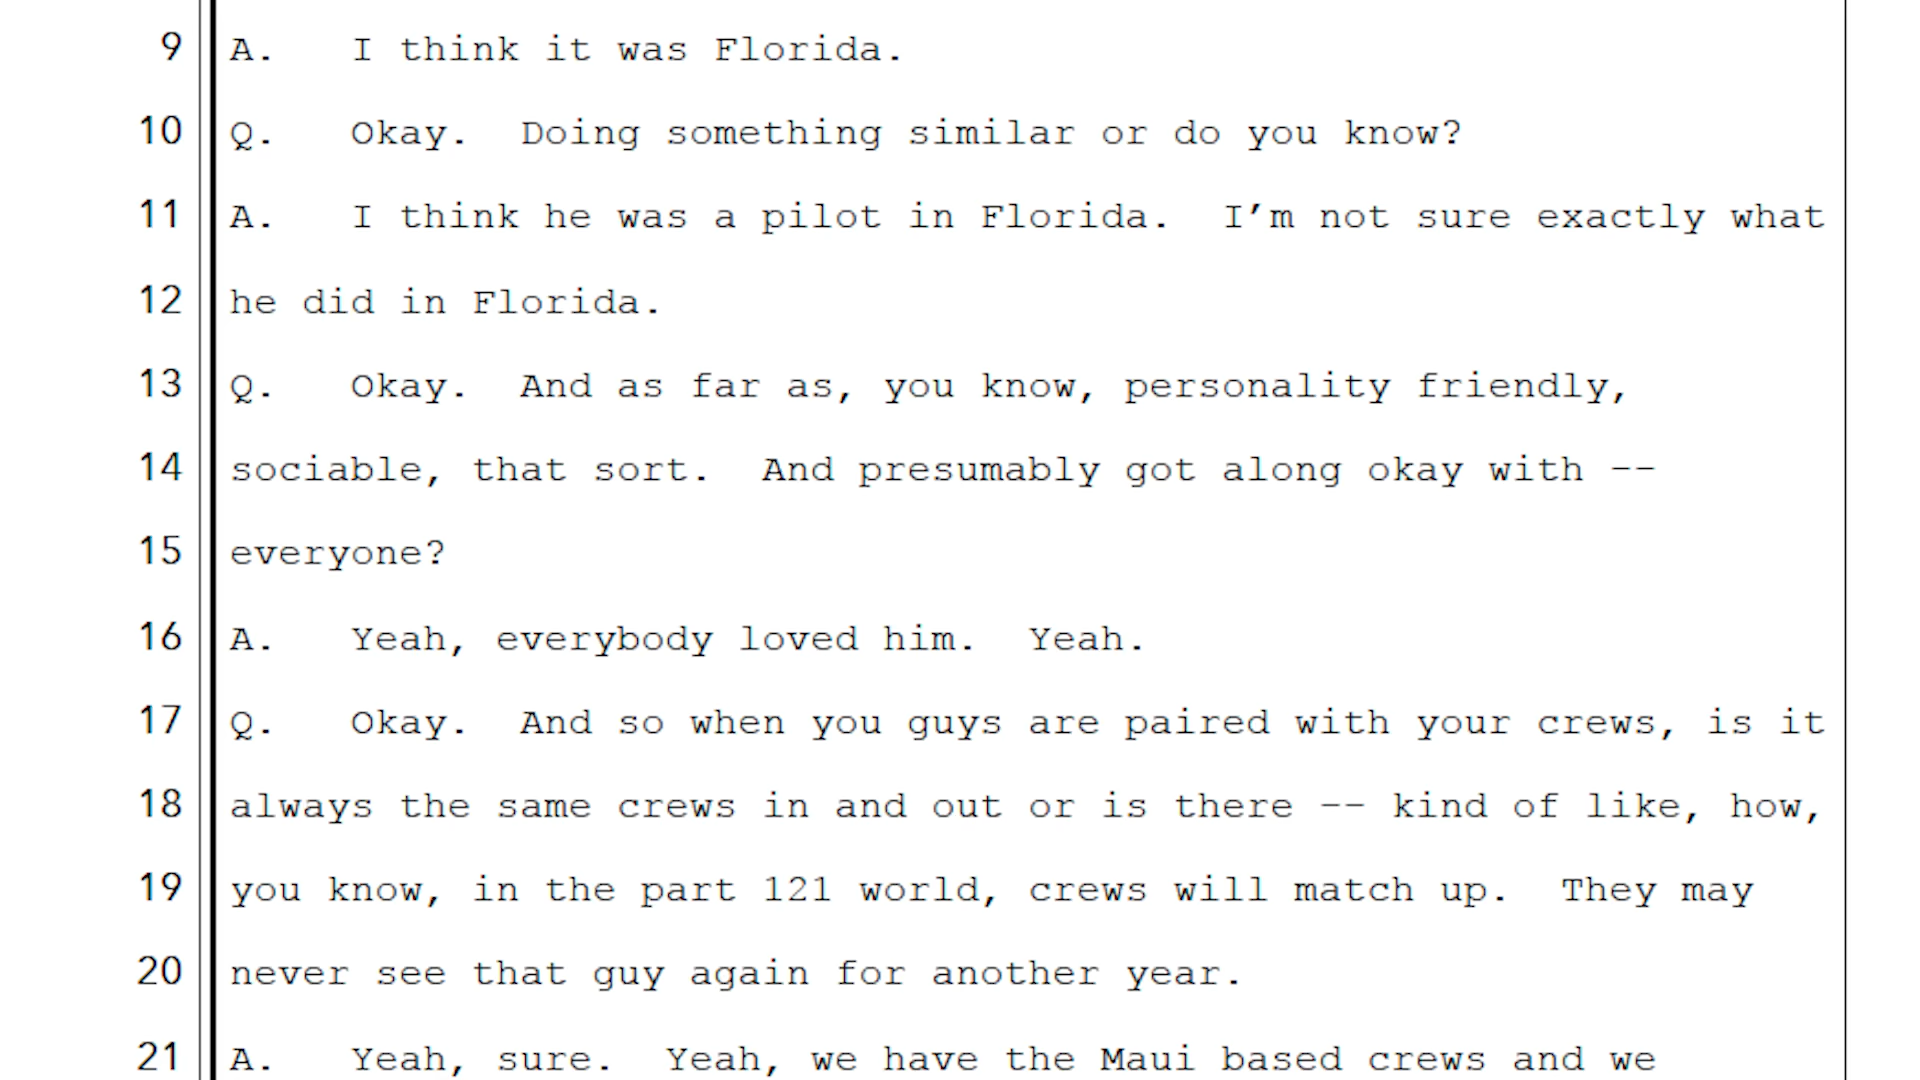 9 A. I think it was Florida.
10 Q. Okay. Doing something similar or do you know?
11 A. I think he was a pilot in Florida. I’m not sure exactly what
12 he did in Florida.
13 Q. Okay. And as far as, you know, personality friendly,
14 sociable, that sort. And presumably got along okay with --
15 everyone?
16 A. Yeah, everybody loved him. Yeah.
17 Q. Okay. And so when you guys are paired with your crews, is it
18 always the same crews in and out or is there -- kind of like, how,
19 you know, in the part 121 world, crews will match up. They may
20 never see that guy again for another year.
21 A. Yeah, sure. Yeah, we have the Maui based crews and we